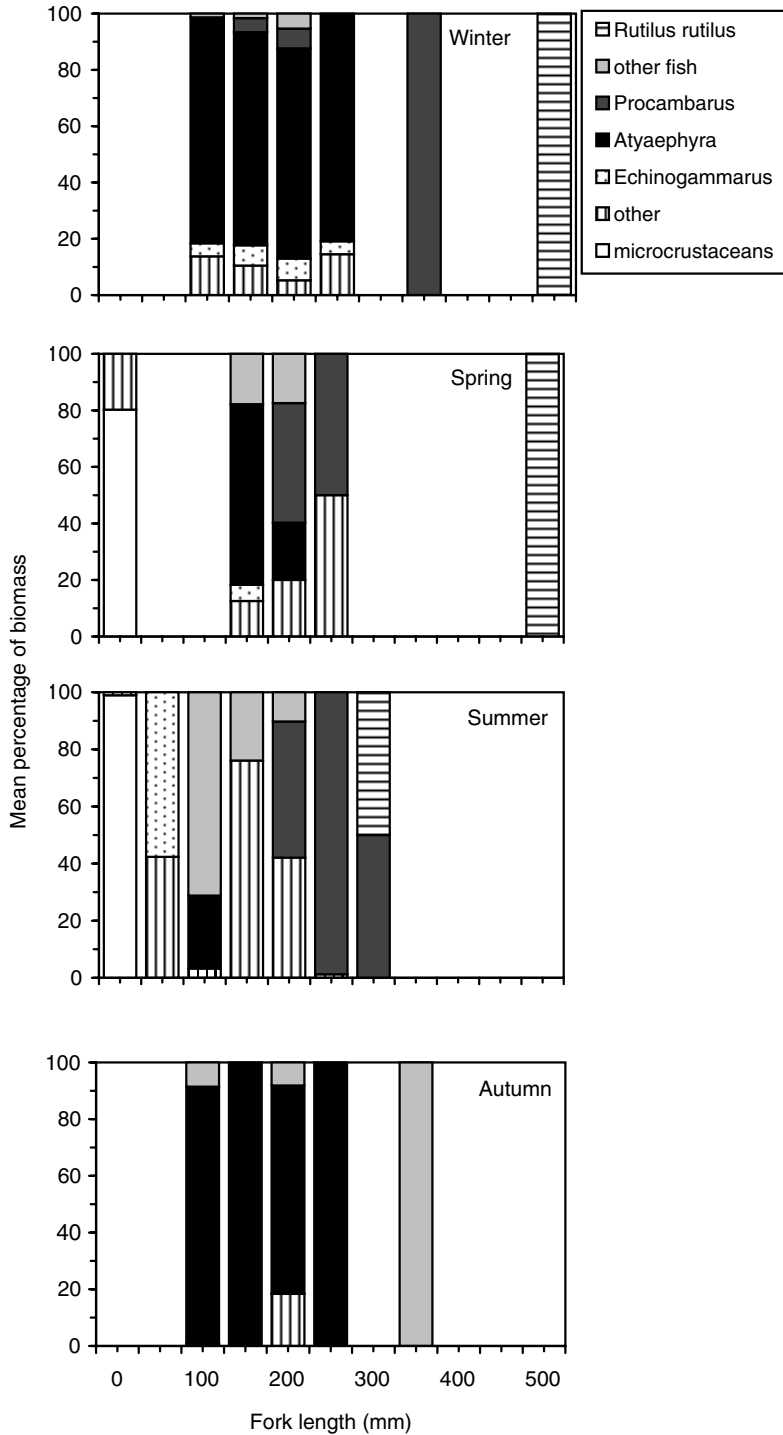 Winter
100
80
60
40
20
0
Rutilus rutilus
other fish
Procambarus
Atyaephyra
Echinogammarus
other
microcrustaceans
Spring
100
80
60
40
20
0
Mean percentage of biomass
Summer
100
80
60
40
20
0
Autumn
100
80
60
40
20
0
0 100 200 300 400 500
Fork length (mm)